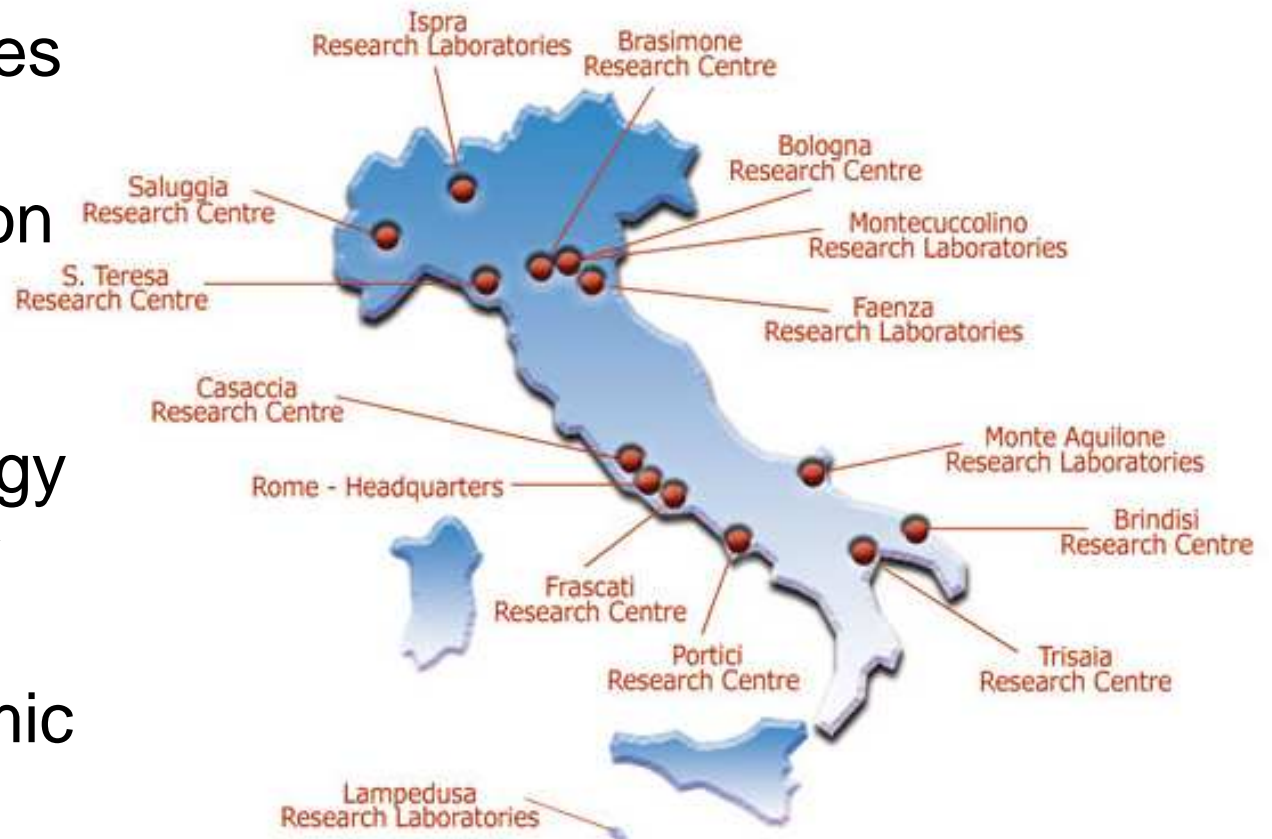 es
on
gy
nic
Ispra
Research Laboratories
Brasimone
Research Centre
Bologna
Research Centre
Saluggia
Research Centre
Montecuccolino
Research Laboratories
S. Teresa
Research Centre
Faenza
Research Laboratories
Casaccia
Research Centre
Monte Aquilone
Research Laboratories
Rome - Headquarters
Brindisi
Research Centre
Frascati
Research Centre
Portici
Research Centre
Trisaia
Research Centre
Lampedusa
Research Laboratories